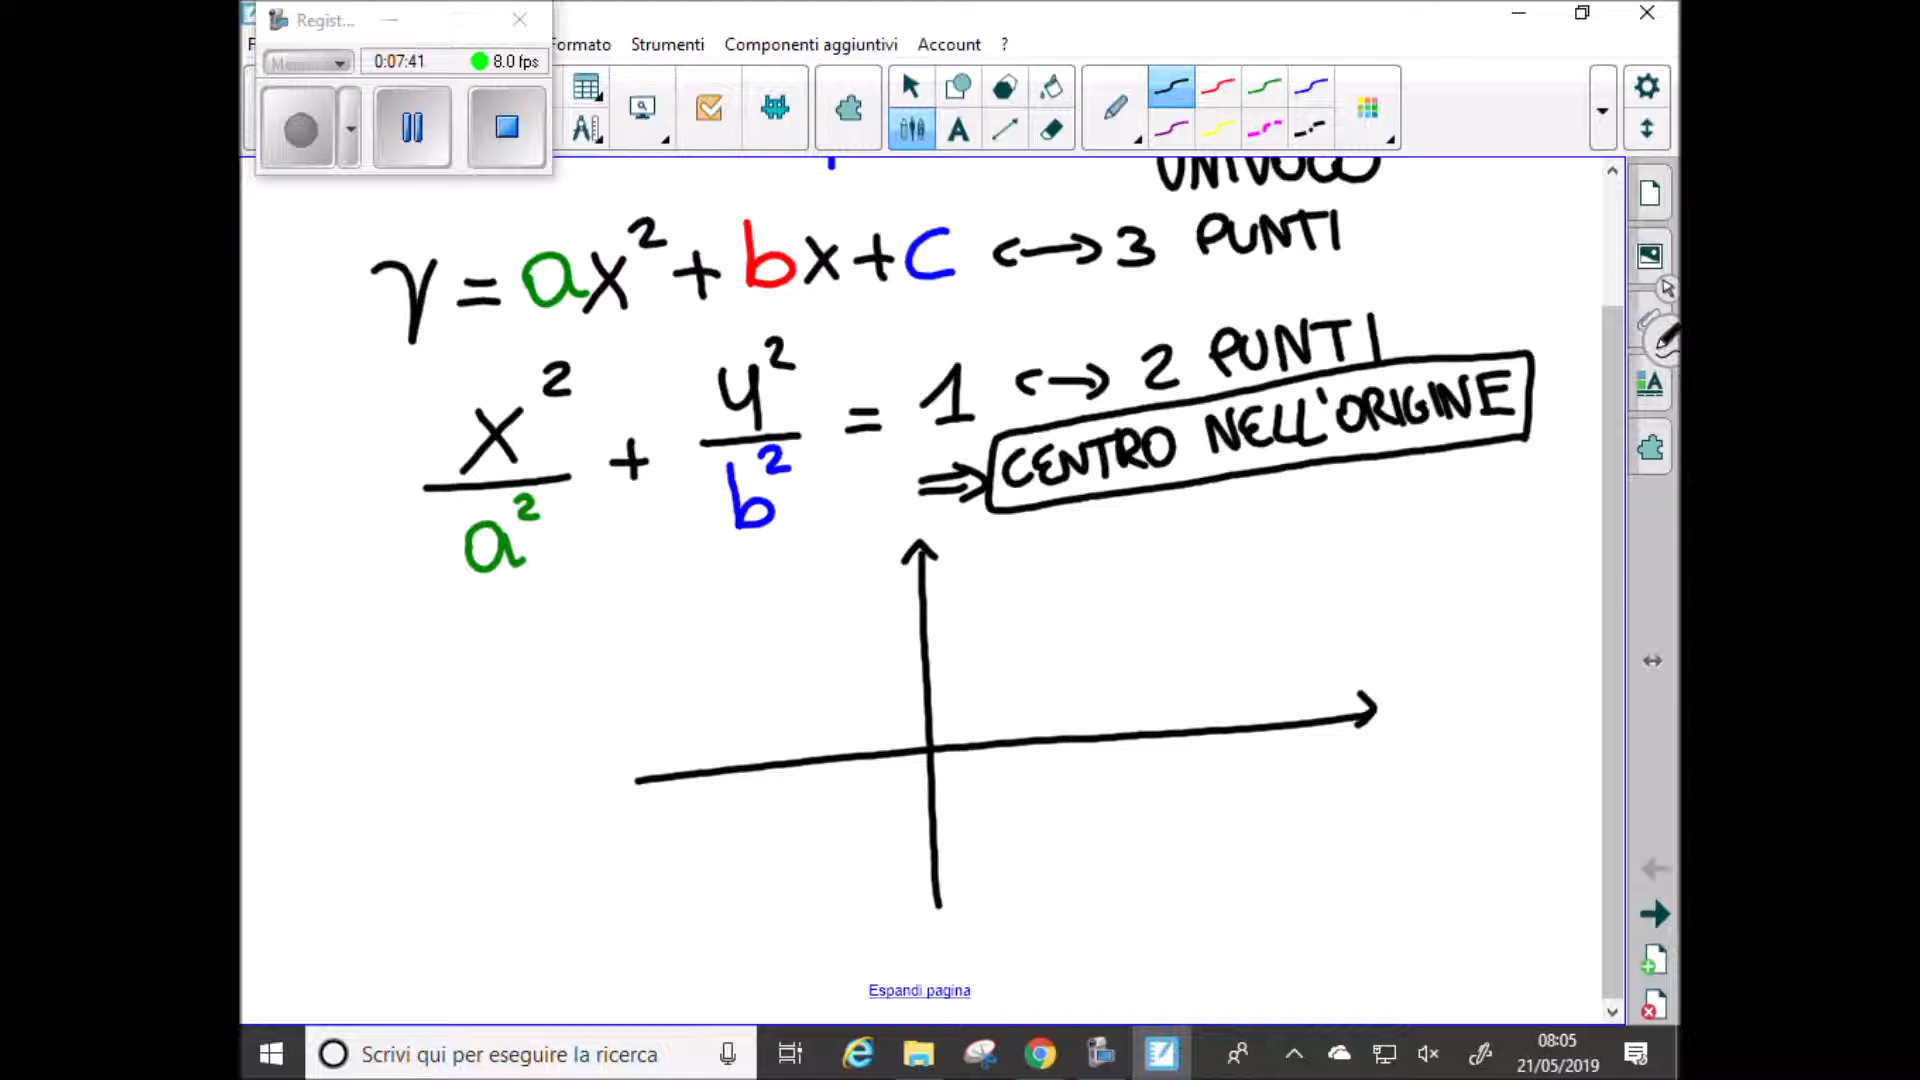 Regist...
0:07:41
8.0 fps
Formato Strumenti Componenti aggiuntivi Account ?
UNIVOCO
y = ax² + bx + c ↔ 3 PUNTI
x²/a² + y²/b² = 1 ↔ 2 PUNTI
⇒ CENTRO NELL'ORIGINE
Espandi pagina
Scrivi qui per eseguire la ricerca
08:05
21/05/2019